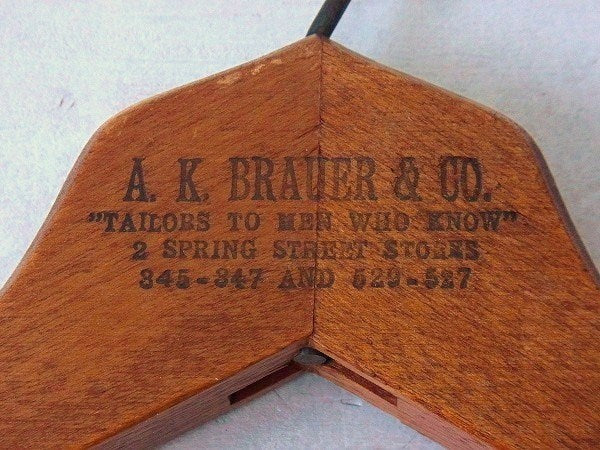 A. K. BRAUER & CO.
"TAILORS TO MEN WHO KNOW"
2 SPRING STREET STORES
345-347 AND 529-527